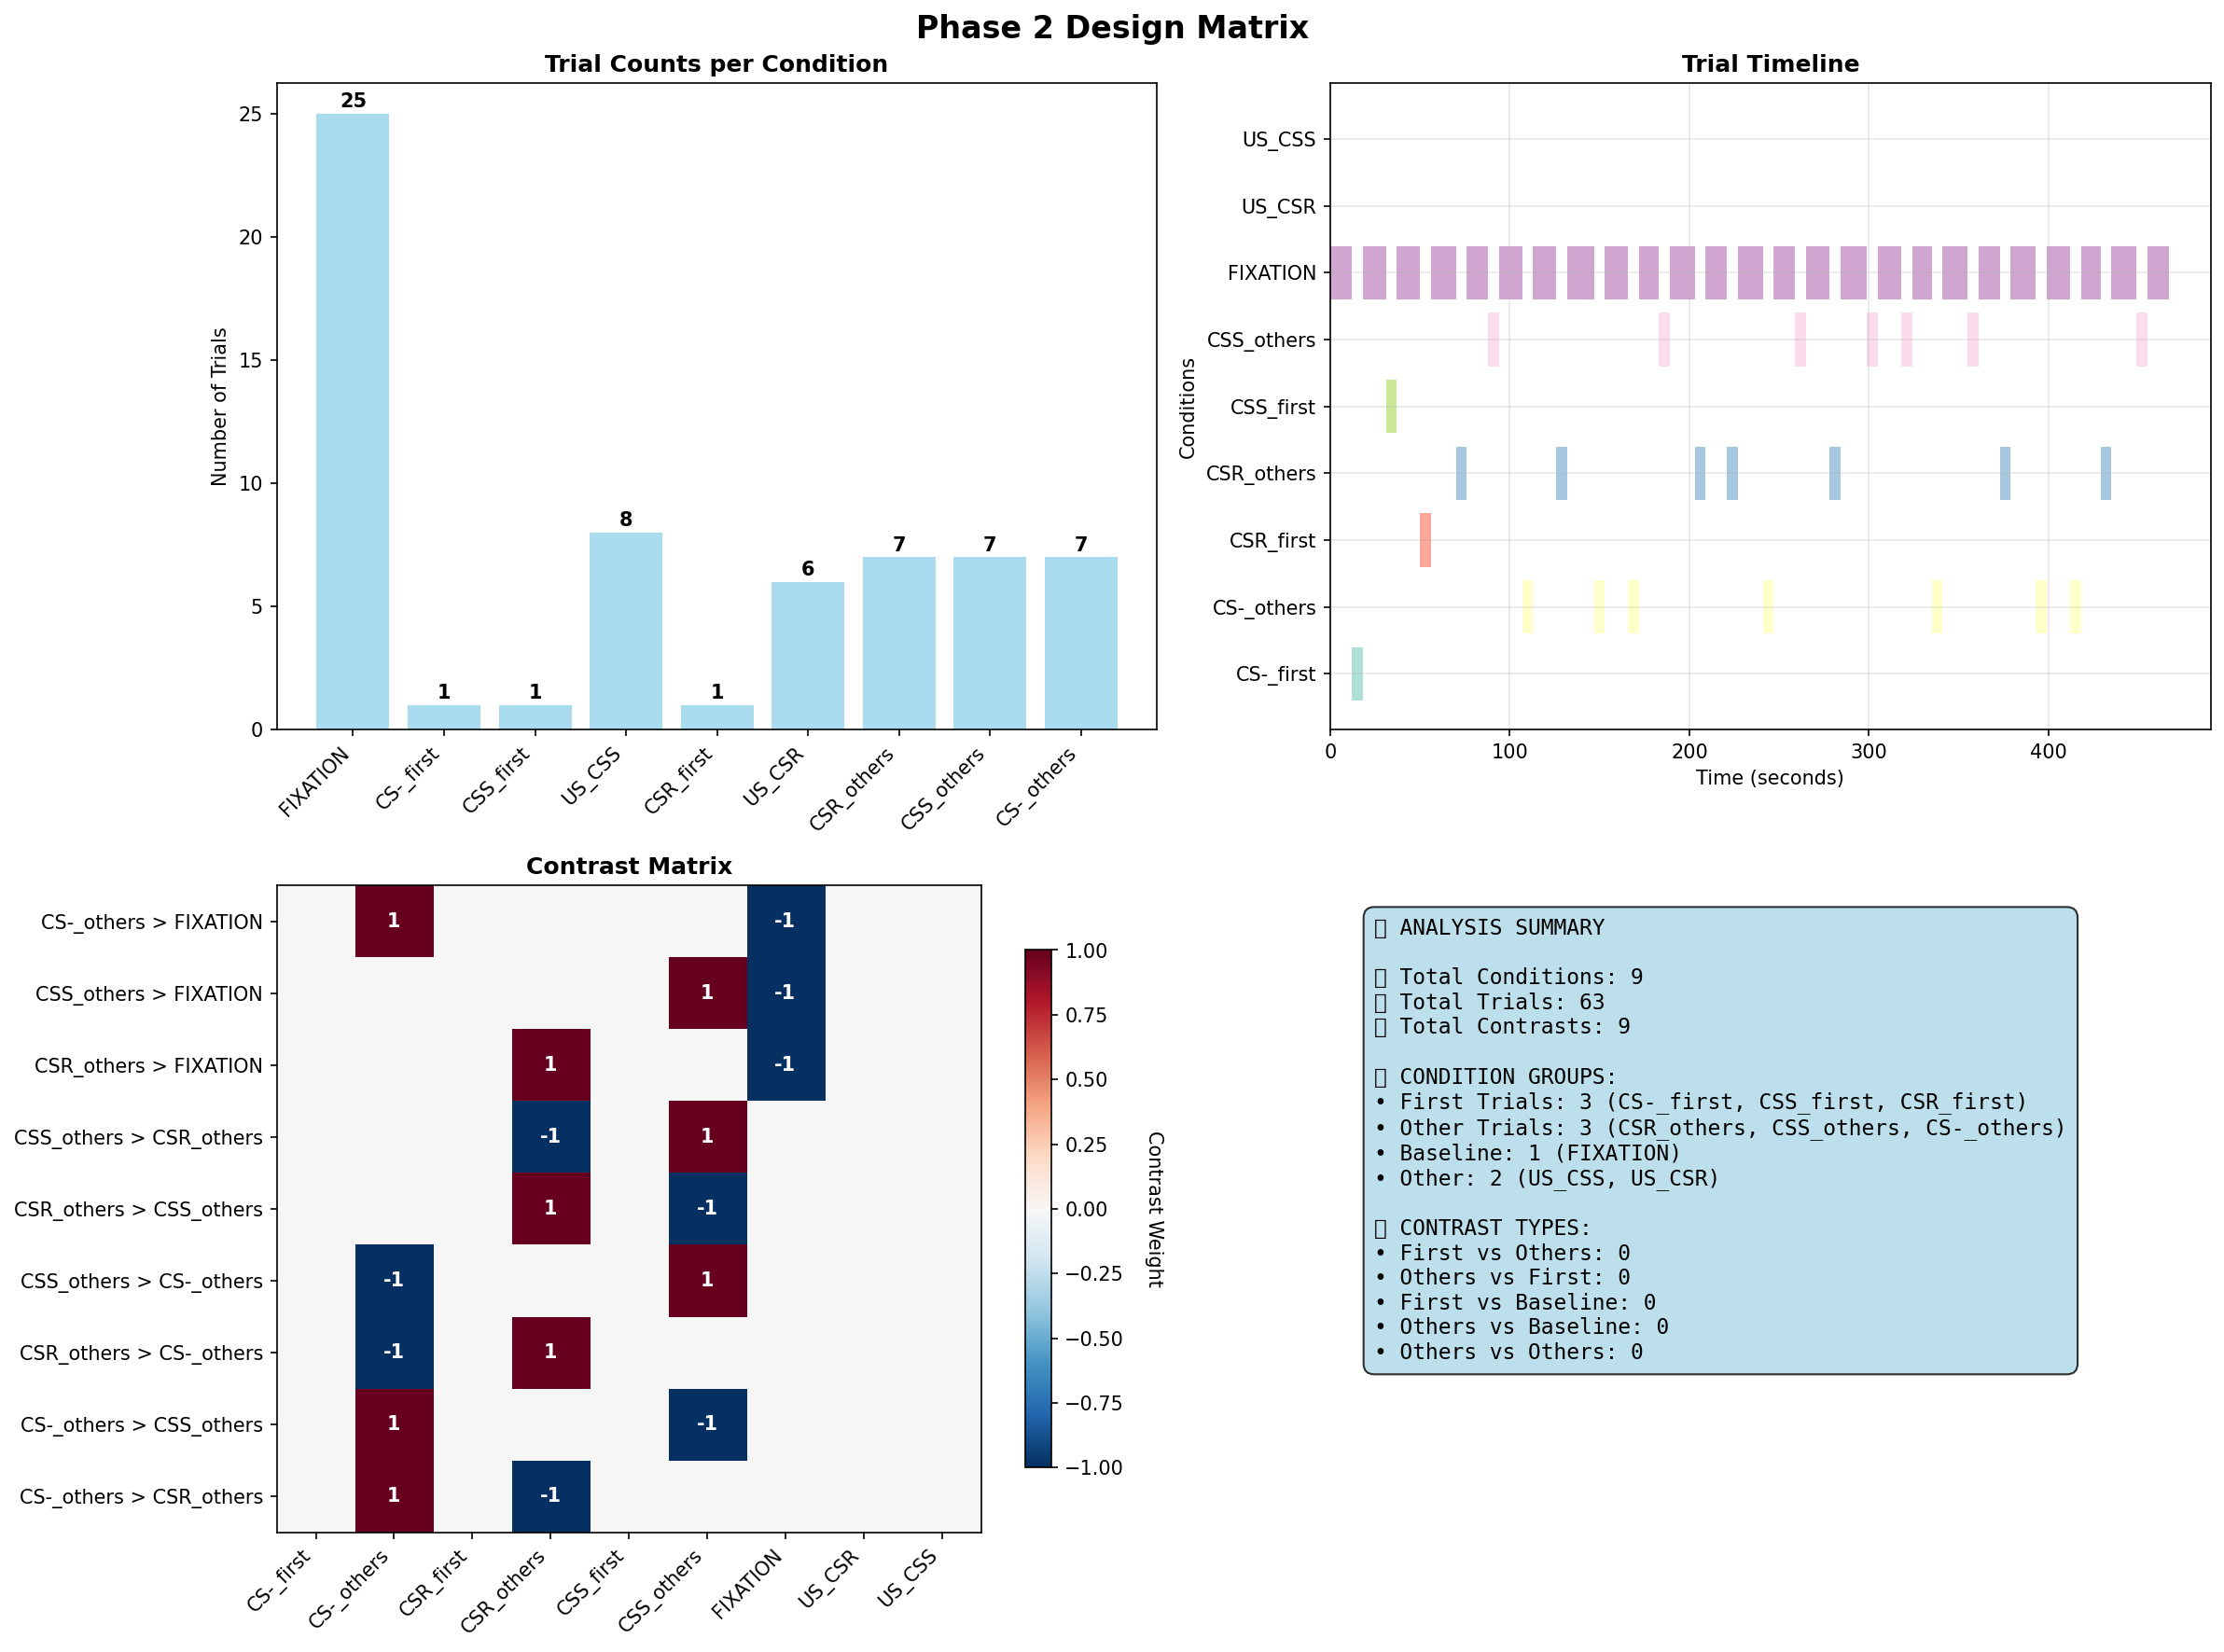 Phase 2 Design Matrix
Trial Counts per Condition
Number of Trials
25
20
15
10
5
0
25
1
1
8
1
6
7
7
7
FIXATION
CS-_first
CSS_first
US_CSS
CSR_first
US_CSR
CSR_others
CSS_others
CS-_others
Trial Timeline
Conditions
US_CSS
US_CSR
FIXATION
CSS_others
CSS_first
CSR_others
CSR_first
CS-_others
CS-_first
0
100
200
300
400
Time (seconds)
Contrast Matrix
CS-_others > FIXATION
1
-1
CSS_others > FIXATION
1
-1
CSR_others > FIXATION
1
-1
CSS_others > CSR_others
-1
1
CSR_others > CSS_others
1
-1
CSS_others > CS-_others
-1
1
CSR_others > CS-_others
-1
1
CS-_others > CSS_others
1
-1
CS-_others > CSR_others
1
-1
CS-_first
CS-_others
CSR_first
CSR_others
CSS_first
CSS_others
FIXATION
US_CSR
US_CSS
1.00
0.75
0.50
0.25
0.00
−0.25
−0.50
−0.75
−1.00
Contrast Weight
ANALYSIS SUMMARY
Total Conditions: 9
Total Trials: 63
Total Contrasts: 9
CONDITION GROUPS:
• First Trials: 3 (CS-_first, CSS_first, CSR_first)
• Other Trials: 3 (CSR_others, CSS_others, CS-_others)
• Baseline: 1 (FIXATION)
• Other: 2 (US_CSS, US_CSR)
CONTRAST TYPES:
• First vs Others: 0
• Others vs First: 0
• First vs Baseline: 0
• Others vs Baseline: 0
• Others vs Others: 0